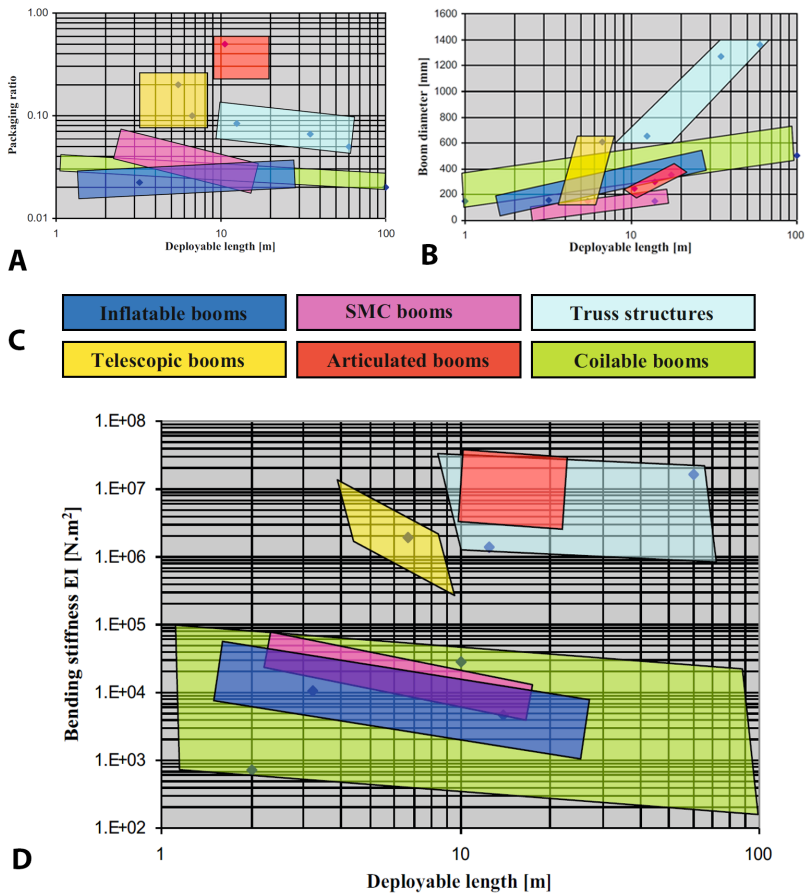 1.00
0.10
0.01
Packaging ratio
1
10
100
Deployable length [m]
A
1600
1400
1200
1000
800
600
400
200
0
Boom diameter [mm]
1
10
100
Deployable length [m]
B
C
Inflatable booms
SMC booms
Truss structures
Telescopic booms
Articulated booms
Coilable booms
1.E+08
1.E+07
1.E+06
1.E+05
1.E+04
1.E+03
1.E+02
Bending stiffness EI [N.m²]
1
10
100
Deployable length [m]
D